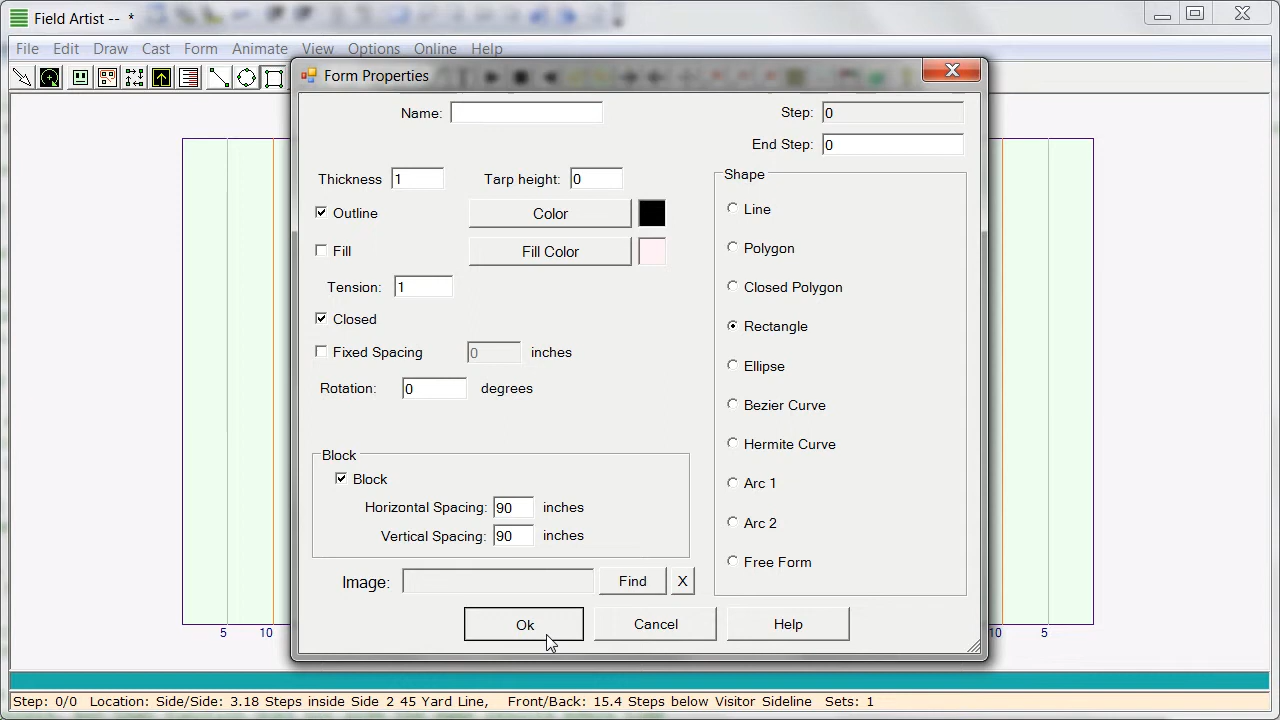 Field Artist -- *
File Edit Draw Cast Form Animate View Options Online Help
Form Properties
Name:
Step: 0
End Step: 0
Thickness 1 Tarp height: 0
Outline Color
Fill Fill Color
Tension: 1
Closed
Fixed Spacing 0 inches
Rotation: 0 degrees
Block
Block
Horizontal Spacing: 90 inches
Vertical Spacing: 90 inches
Image: Find X
Shape
Line
Polygon
Closed Polygon
Rectangle
Ellipse
Bezier Curve
Hermite Curve
Arc 1
Arc 2
Free Form
Ok Cancel Help
5 10 10 5
Step: 0/0 Location: Side/Side: 3.18 Steps inside Side 2 45 Yard Line, Front/Back: 15.4 Steps below Visitor Sideline Sets: 1